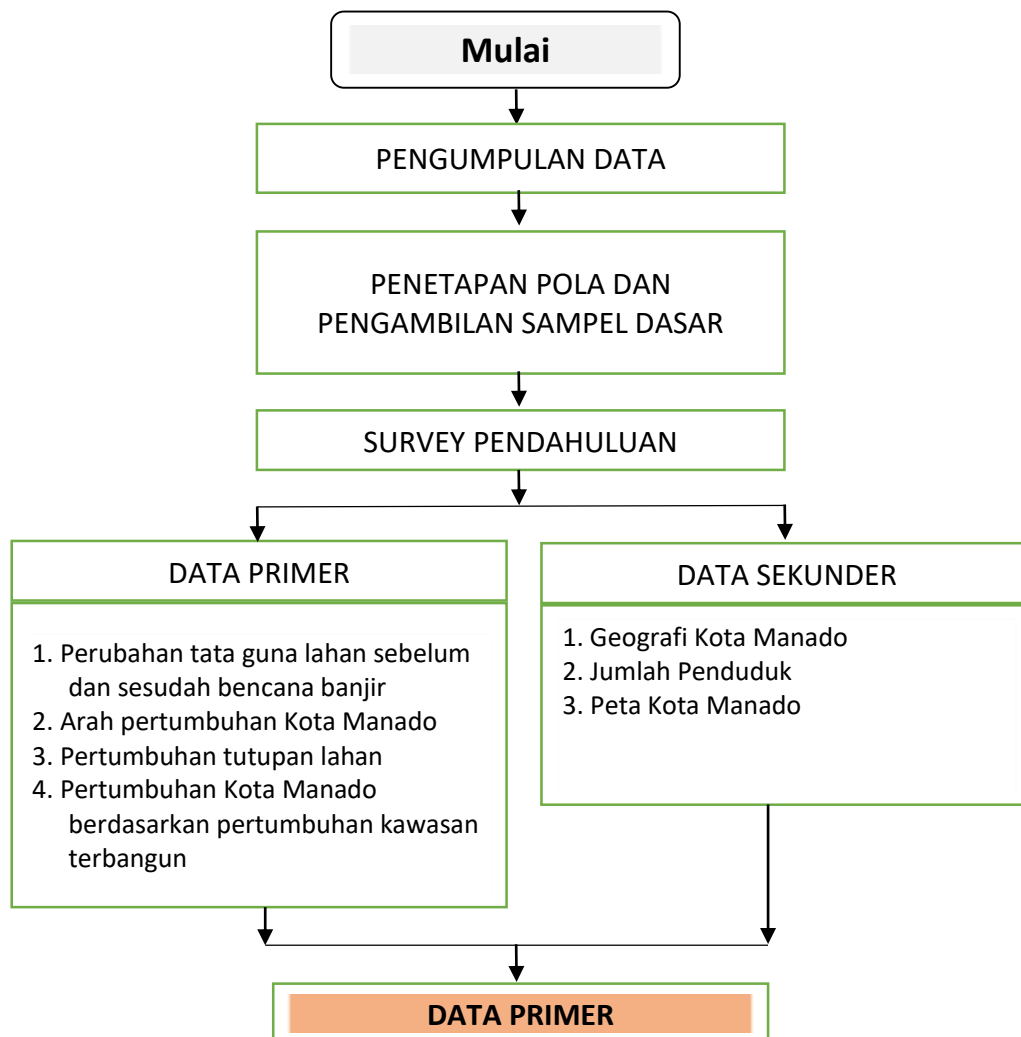 Mulai
PENGUMPULAN DATA
PENETAPAN POLA DAN
PENGAMBILAN SAMPEL DASAR
SURVEY PENDAHULUAN
DATA PRIMER
1. Perubahan tata guna lahan sebelum
dan sesudah bencana banjir
2. Arah pertumbuhan Kota Manado
3. Pertumbuhan tutupan lahan
4. Pertumbuhan Kota Manado
berdasarkan pertumbuhan kawasan
terbangun
DATA SEKUNDER
1. Geografi Kota Manado
2. Jumlah Penduduk
3. Peta Kota Manado
DATA PRIMER